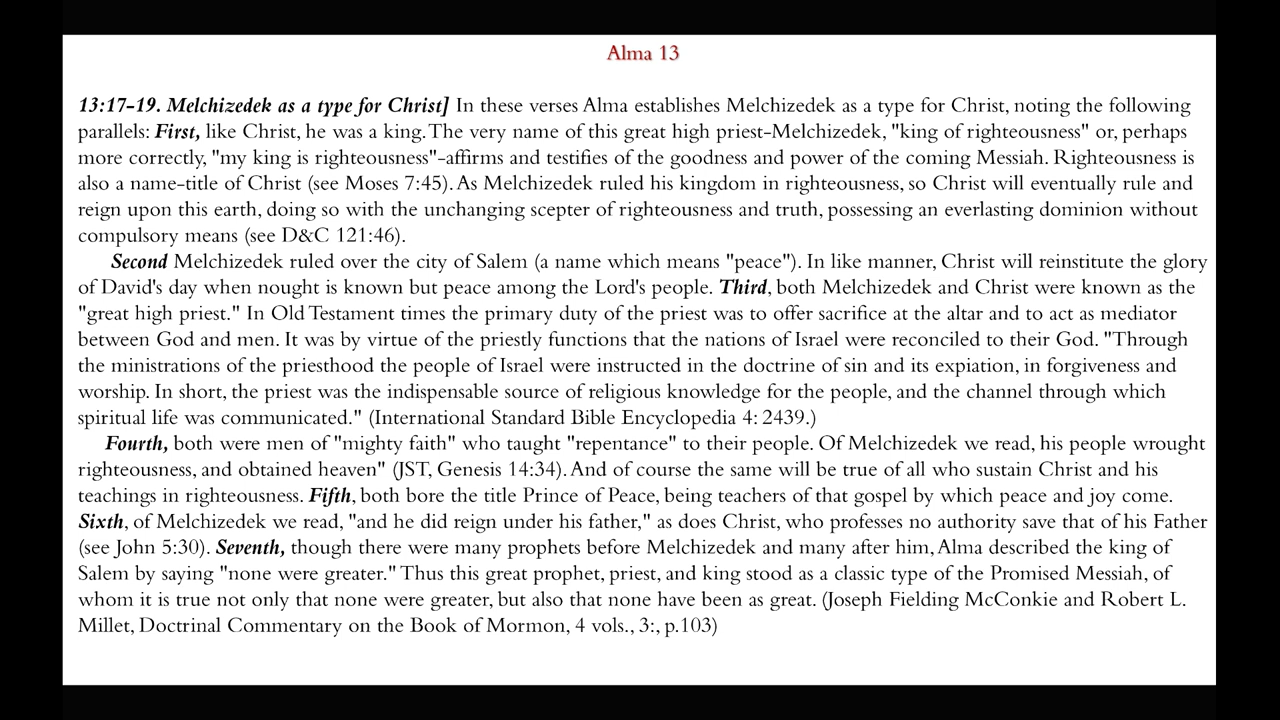 Alma 13
13:17-19. Melchizedek as a type for Christ] In these verses Alma establishes Melchizedek as a type for Christ, noting the following
parallels: First, like Christ, he was a king. The very name of this great high priest-Melchizedek, "king of righteousness" or, perhaps
more correctly, "my king is righteousness"-affirms and testifies of the goodness and power of the coming Messiah. Righteousness is
also a name-title of Christ (see Moses 7:45). As Melchizedek ruled his kingdom in righteousness, so Christ will eventually rule and
reign upon this earth, doing so with the unchanging scepter of righteousness and truth, possessing an everlasting dominion without
compulsory means (see D&C 121:46).
Second Melchizedek ruled over the city of Salem (a name which means "peace"). In like manner, Christ will reinstitute the glory
of David's day when nought is known but peace among the Lord's people. Third, both Melchizedek and Christ were known as the
"great high priest." In Old Testament times the primary duty of the priest was to offer sacrifice at the altar and to act as mediator
between God and men. It was by virtue of the priestly functions that the nations of Israel were reconciled to their God. "Through
the ministrations of the priesthood the people of Israel were instructed in the doctrine of sin and its expiation, in forgiveness and
worship. In short, the priest was the indispensable source of religious knowledge for the people, and the channel through which
spiritual life was communicated." (International Standard Bible Encyclopedia 4: 2439.)
Fourth, both were men of "mighty faith" who taught "repentance" to their people. Of Melchizedek we read, his people wrought
righteousness, and obtained heaven" (JST, Genesis 14:34). And of course the same will be true of all who sustain Christ and his
teachings in righteousness. Fifth, both bore the title Prince of Peace, being teachers of that gospel by which peace and joy come.
Sixth, of Melchizedek we read, "and he did reign under his father," as does Christ, who professes no authority save that of his Father
(see John 5:30). Seventh, though there were many prophets before Melchizedek and many after him, Alma described the king of
Salem by saying "none were greater." Thus this great prophet, priest, and king stood as a classic type of the Promised Messiah, of
whom it is true not only that none were greater, but also that none have been as great. (Joseph Fielding McConkie and Robert L.
Millet, Doctrinal Commentary on the Book of Mormon, 4 vols., 3:, p.103)